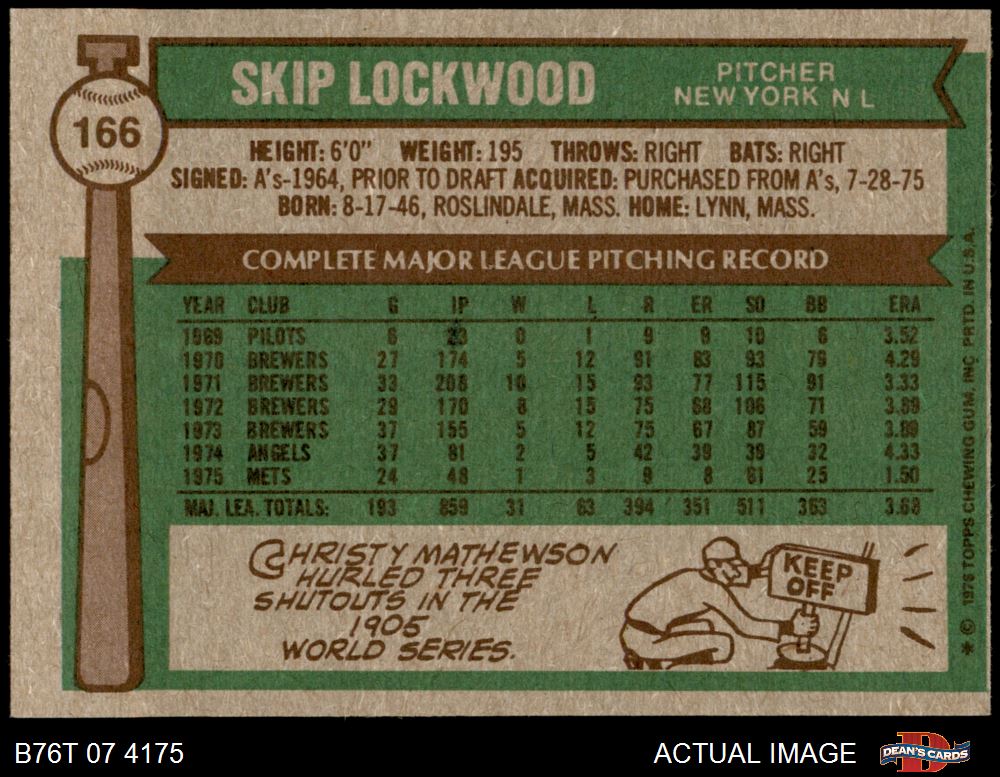 166
SKIP LOCKWOOD
PITCHER
NEW YORK N L
HEIGHT: 6'0" WEIGHT: 195 THROWS: RIGHT BATS: RIGHT
SIGNED: A's-1964, PRIOR TO DRAFT ACQUIRED: PURCHASED FROM A's, 7-28-75
BORN: 8-17-46, ROSLINDALE, MASS. HOME: LYNN, MASS.
COMPLETE MAJOR LEAGUE PITCHING RECORD
YEAR CLUB G IP W L R ER SO BB ERA
1969 PILOTS 6 23 0 1 9 9 10 6 3.52
1970 BREWERS 27 174 5 12 91 83 93 79 4.29
1971 BREWERS 33 208 10 15 93 77 115 91 3.33
1972 BREWERS 29 170 8 15 75 68 106 71 3.60
1973 BREWERS 37 155 5 12 75 67 87 59 3.89
1974 ANGELS 37 81 2 5 42 39 39 32 4.33
1975 METS 24 48 1 3 9 8 61 25 1.50
MAJ. LEA. TOTALS: 193 859 31 63 394 351 511 363 3.68
CHRISTY MATHEWSON
HURLED THREE
SHUTOUTS IN THE
1905
WORLD SERIES.
KEEP
OFF
* © 1976 TOPPS CHEWING GUM, INC. PRTD. IN U.S.A.
B76T 07 4175
ACTUAL IMAGE
DEAN'S CARDS